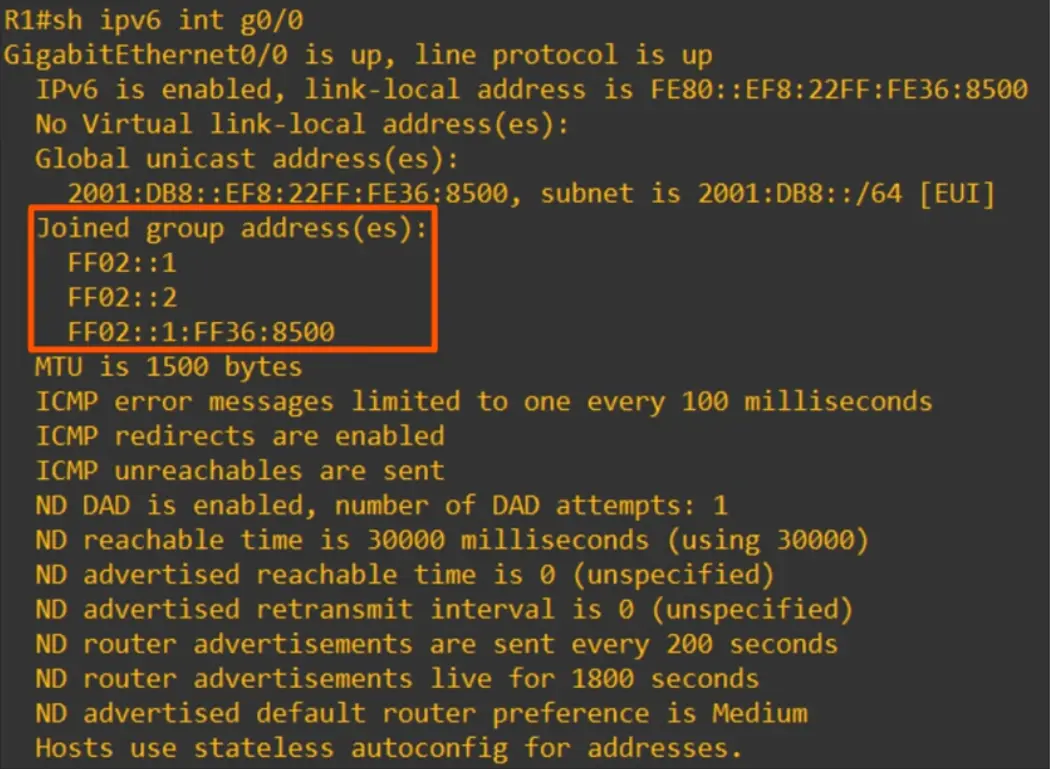 R1#sh ipv6 int g0/0
GigabitEthernet0/0 is up, line protocol is up
IPv6 is enabled, link-local address is FE80::EF8:22FF:FE36:8500
No Virtual link-local address(es):
Global unicast address(es):
2001:DB8::EF8:22FF:FE36:8500, subnet is 2001:DB8::/64 [EUI]
Joined group address(es):
FF02::1
FF02::2
FF02::1:FF36:8500
MTU is 1500 bytes
ICMP error messages limited to one every 100 milliseconds
ICMP redirects are enabled
ICMP unreachables are sent
ND DAD is enabled, number of DAD attempts: 1
ND reachable time is 30000 milliseconds (using 30000)
ND advertised reachable time is 0 (unspecified)
ND advertised retransmit interval is 0 (unspecified)
ND router advertisements are sent every 200 seconds
ND router advertisements live for 1800 seconds
ND advertised default router preference is Medium
Hosts use stateless autoconfig for addresses.